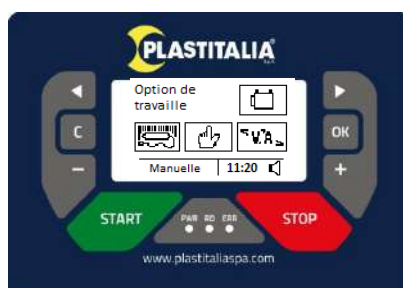 PLASTITALIA
SpA
Option de
travaille
"V.A."
Manuelle 11:20
C OK
− +
START PWR RD ERR STOP
www.plastitaliaspa.com